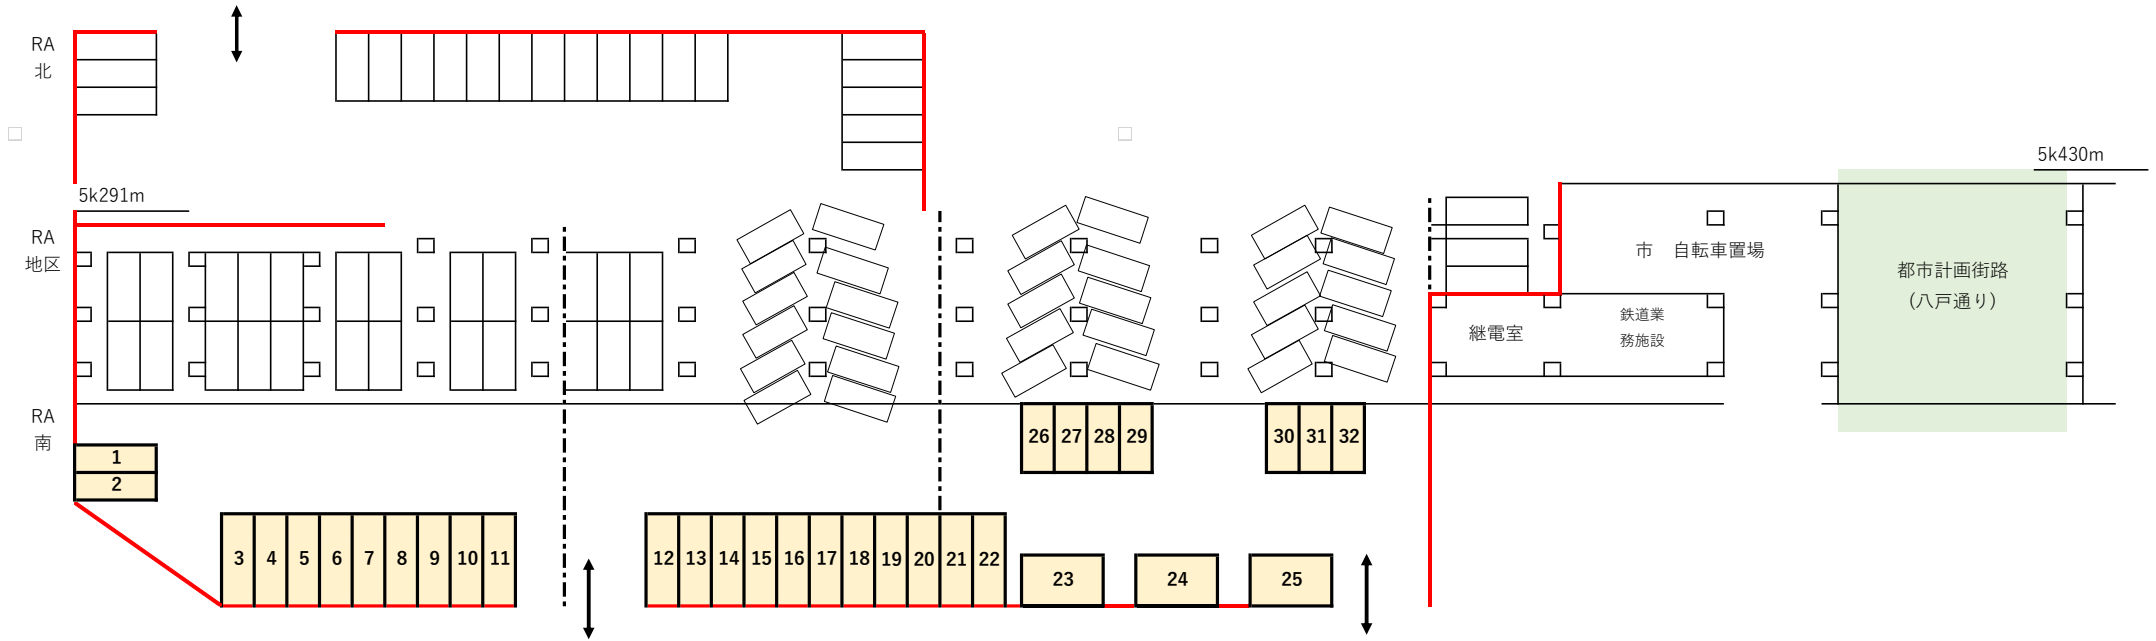 RA
北
5k430m
5k291m
RA
地区
市　自転車置場
都市計画街路
（八戸通り）
鉄道業
務施設
継電室
RA
南
26 27 28 29 30 31 32
1
2
3 4 5 6 7 8 9 10 11 12 13 14 15 16 17 18 19 20 21 22
23 24 25